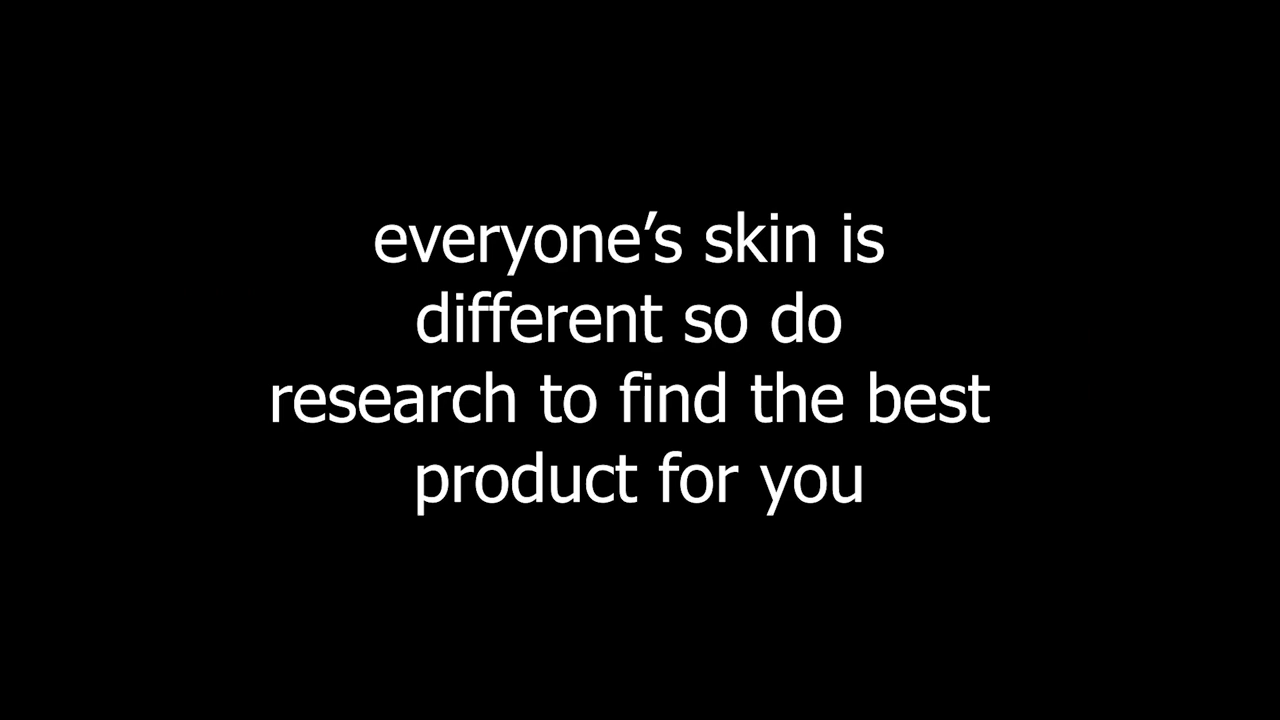 everyone’s skin is
different so do
research to find the best
product for you